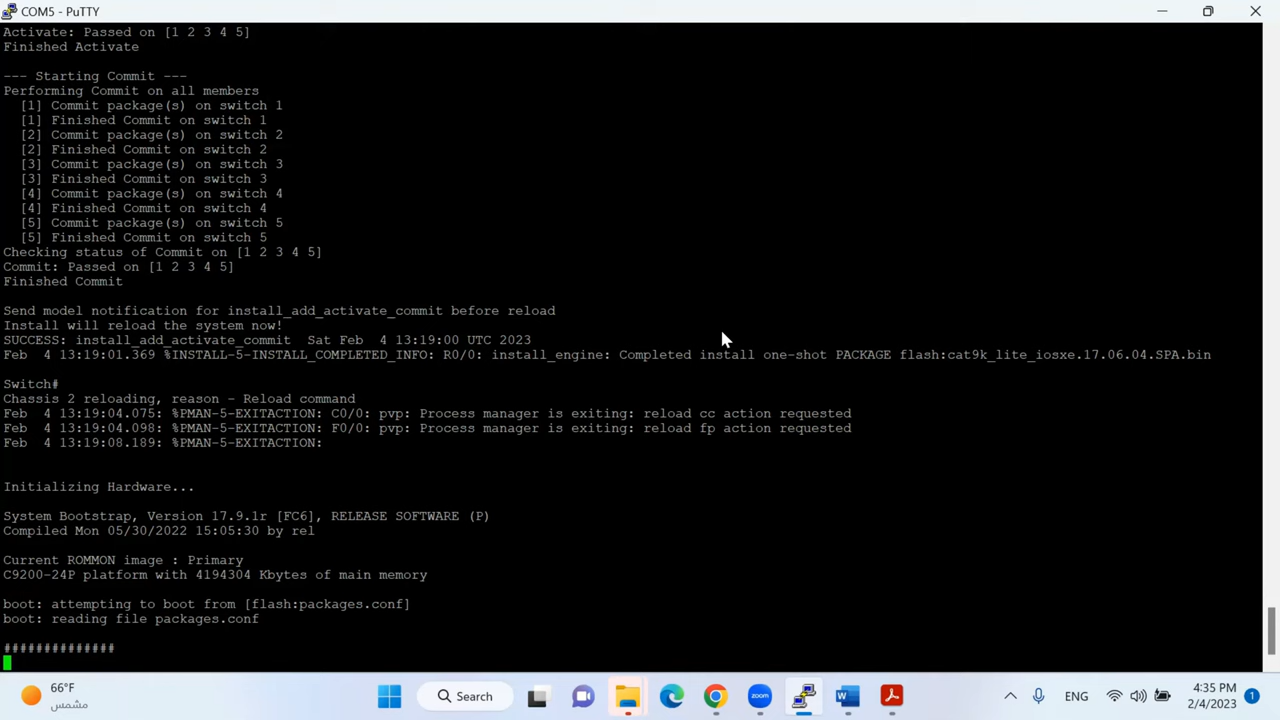 COM5 - PuTTY
Activate: Passed on [1 2 3 4 5]
Finished Activate
--- Starting Commit ---
Performing Commit on all members
[1] Commit package(s) on switch 1
[1] Finished Commit on switch 1
[2] Commit package(s) on switch 2
[2] Finished Commit on switch 2
[3] Commit package(s) on switch 3
[3] Finished Commit on switch 3
[4] Commit package(s) on switch 4
[4] Finished Commit on switch 4
[5] Commit package(s) on switch 5
[5] Finished Commit on switch 5
Checking status of Commit on [1 2 3 4 5]
Commit: Passed on [1 2 3 4 5]
Finished Commit
Send model notification for install_add_activate_commit before reload
Install will reload the system now!
SUCCESS: install_add_activate_commit  Sat Feb  4 13:19:00 UTC 2023
Feb  4 13:19:01.369 %INSTALL-5-INSTALL_COMPLETED_INFO: R0/0: install_engine: Completed install one-shot PACKAGE flash:cat9k_lite_iosxe.17.06.04.SPA.bin
Switch#
Chassis 2 reloading, reason - Reload command
Feb  4 13:19:04.075: %PMAN-5-EXITACTION: C0/0: pvp: Process manager is exiting: reload cc action requested
Feb  4 13:19:04.098: %PMAN-5-EXITACTION: F0/0: pvp: Process manager is exiting: reload fp action requested
Feb  4 13:19:08.189: %PMAN-5-EXITACTION:
Initializing Hardware...
System Bootstrap, Version 17.9.1r [FC6], RELEASE SOFTWARE (P)
Compiled Mon 05/30/2022 15:05:30 by rel
Current ROMMON image : Primary
C9200-24P platform with 4194304 Kbytes of main memory
boot: attempting to boot from [flash:packages.conf]
boot: reading file packages.conf
##############
66°F
مشمس
Search
zoom
ENG
4:35 PM
2/4/2023
1